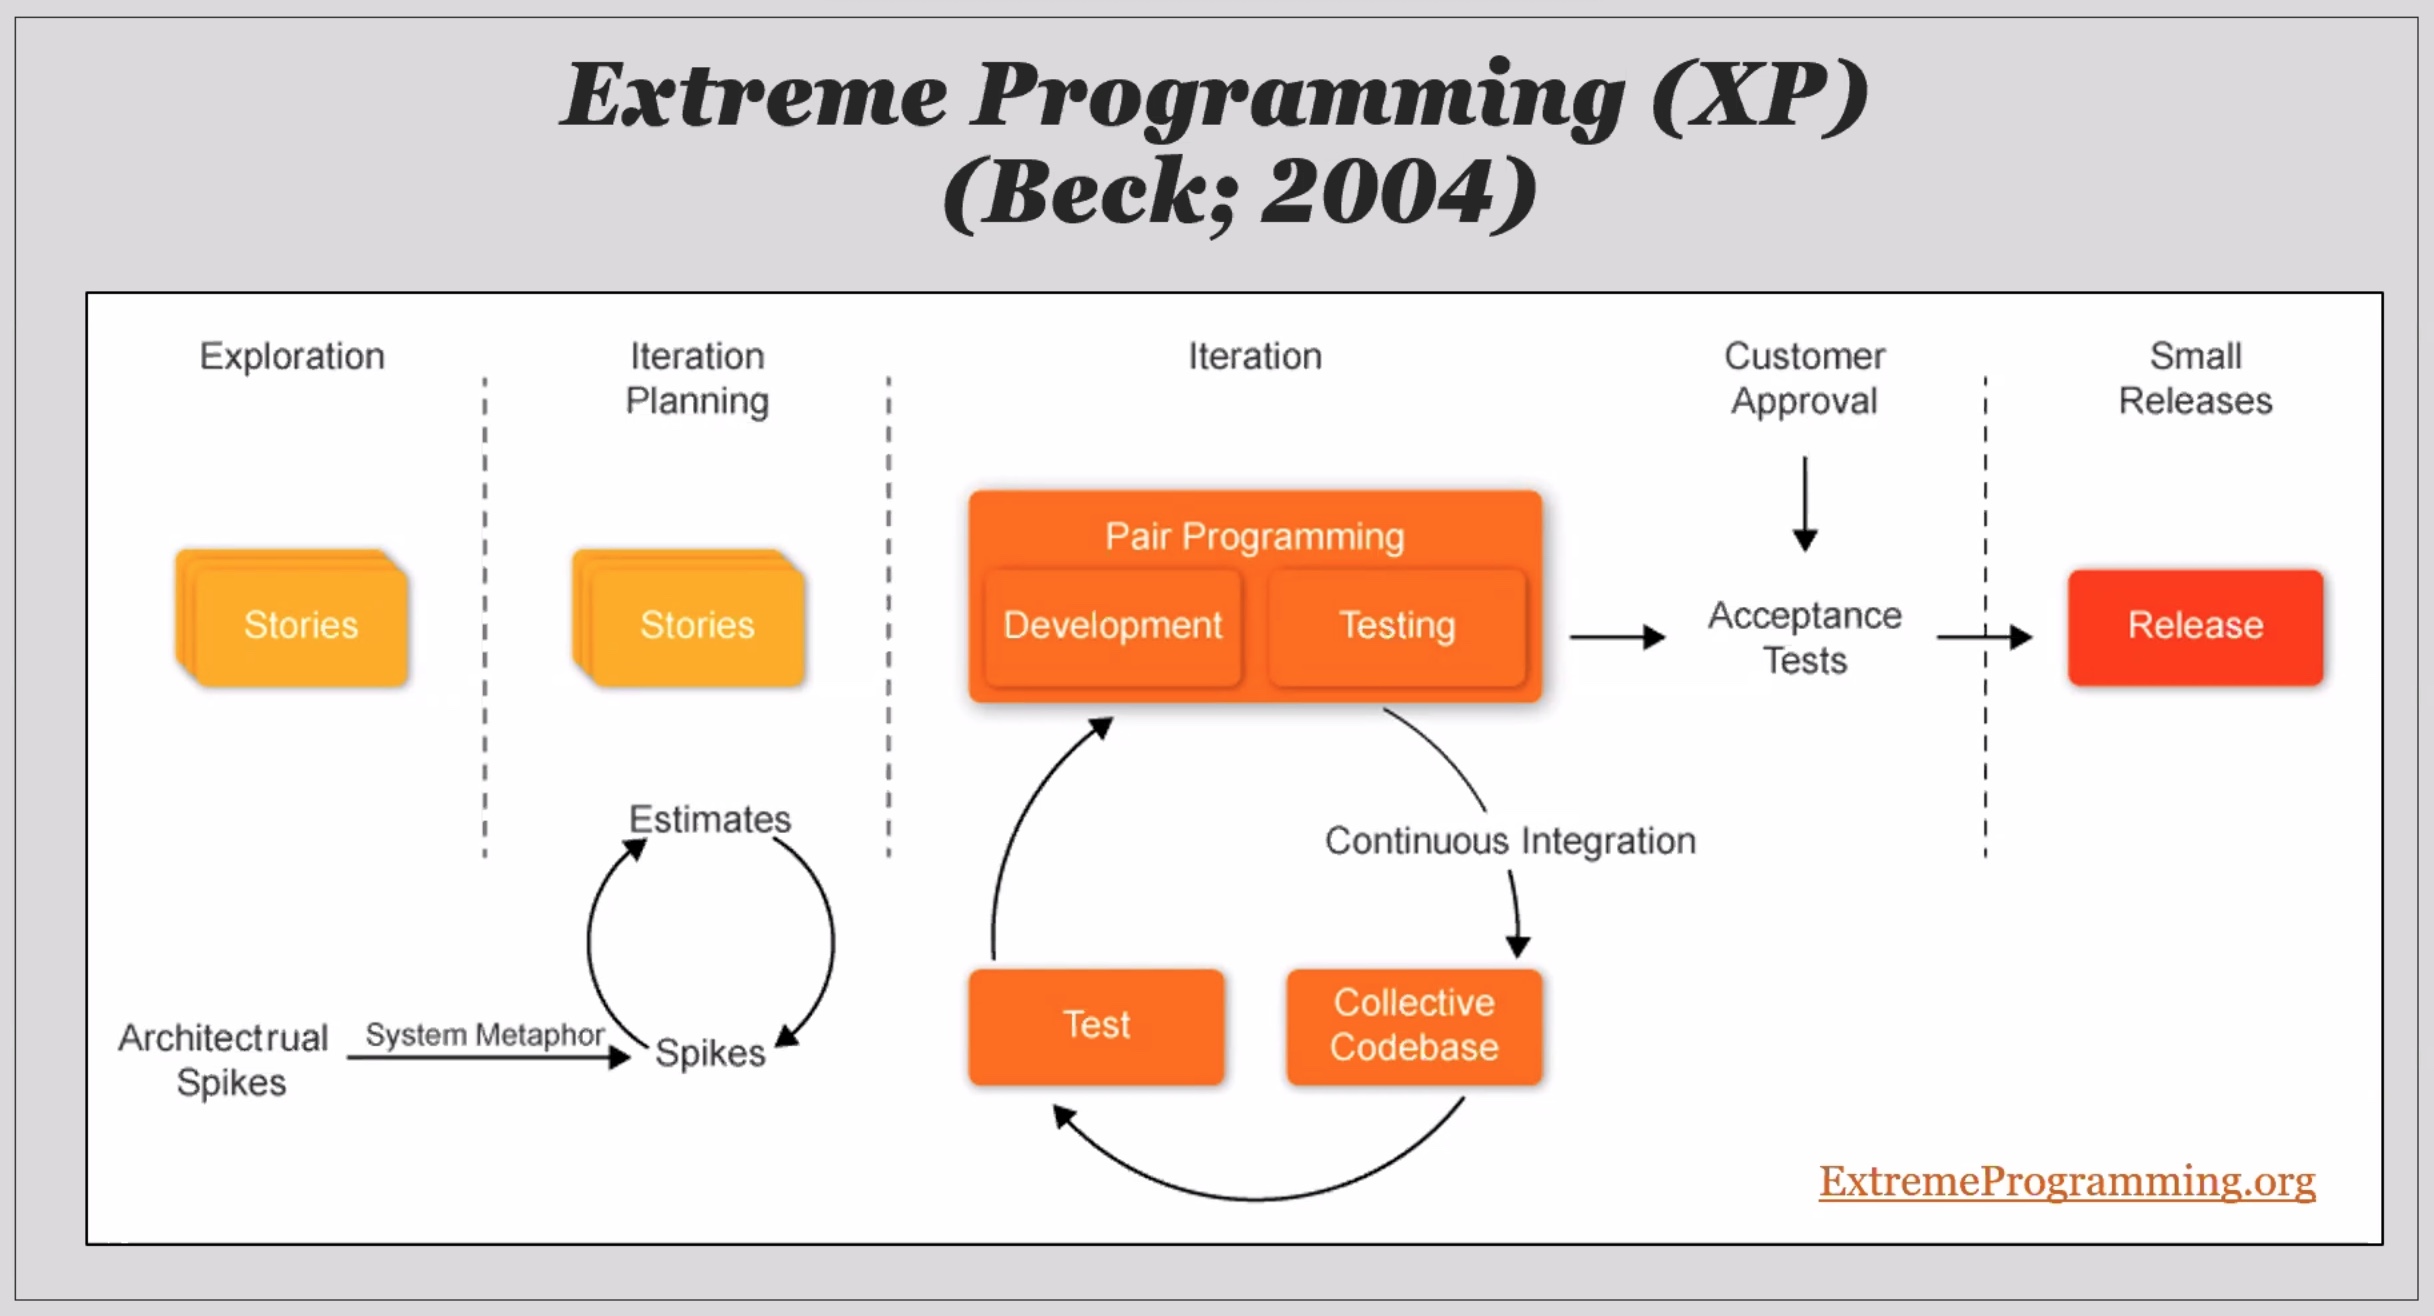 Extreme Programming (XP)
(Beck; 2004)
Exploration
Iteration
Planning
Iteration
Customer
Approval
Small
Releases
Stories
Stories
Pair Programming
Development
Testing
Acceptance
Tests
Release
Estimates
Continuous Integration
Architectrual
Spikes
System Metaphor
Spikes
Test
Collective
Codebase
ExtremeProgramming.org